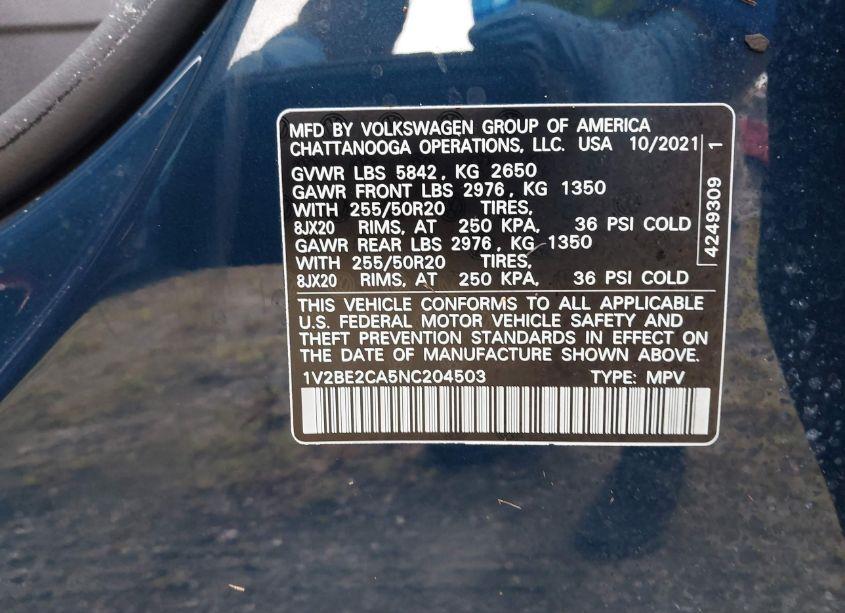 MFD BY VOLKSWAGEN GROUP OF AMERICA
CHATTANOOGA OPERATIONS, LLC. USA 10/2021
GVWR LBS 5842, KG 2650
GAWR FRONT LBS 2976, KG 1350
WITH 255/50R20 TIRES,
8JX20 RIMS, AT 250 KPA, 36 PSI COLD
GAWR REAR LBS 2976, KG 1350
WITH 255/50R20 TIRES,
8JX20 RIMS, AT 250 KPA, 36 PSI COLD
THIS VEHICLE CONFORMS TO ALL APPLICABLE
U.S. FEDERAL MOTOR VEHICLE SAFETY AND
THEFT PREVENTION STANDARDS IN EFFECT ON
THE DATE OF MANUFACTURE SHOWN ABOVE.
1V2BE2CA5NC204503 TYPE: MPV
4249309 1